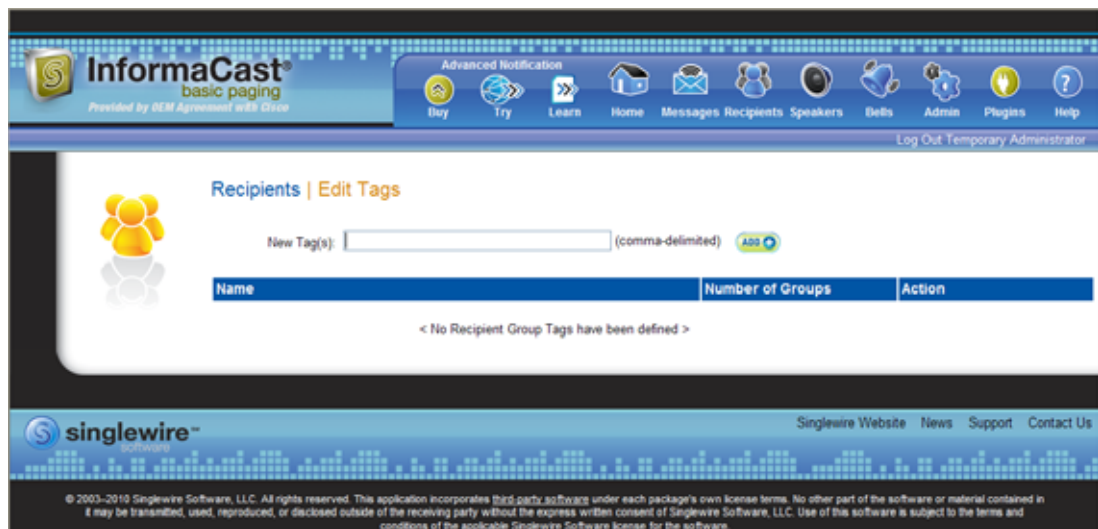 InformaCast®
basic paging
Provided by OEM Agreement with Cisco
Advanced Notification
Buy Try Learn Home Messages Recipients Speakers Bells Admin Plugins Help
Log Out Temporary Administrator
Recipients | Edit Tags
New Tag(s): (comma-delimited) ADD
Name Number of Groups Action
< No Recipient Group Tags have been defined >
singlewire™
software
Singlewire Website News Support Contact Us
© 2003–2010 Singlewire Software, LLC. All rights reserved. This application incorporates third-party software under each package's own license terms. No other part of the software or material contained in
it may be transmitted, used, reproduced, or disclosed outside of the receiving party without the express written consent of Singlewire Software, LLC. Use of this software is subject to the terms and
conditions of the applicable Singlewire Software license for the software.